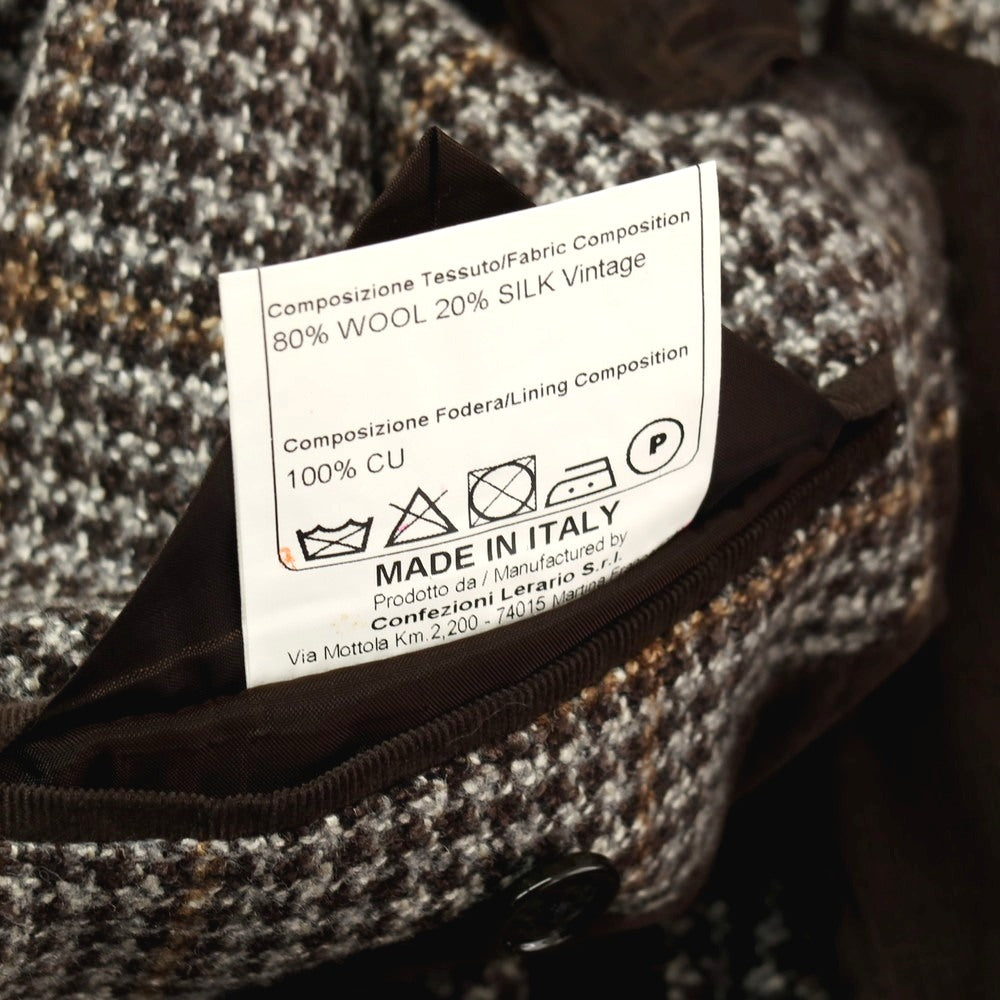 Composizione Tessuto/Fabric Composition
80% WOOL 20% SILK Vintage
Composizione Fodera/Lining Composition
100% CU
P
MADE IN ITALY
Prodotto da / Manufactured by
Confezioni Lerario S.r.l.
Via Mottola Km.2,200 - 74015 Martina